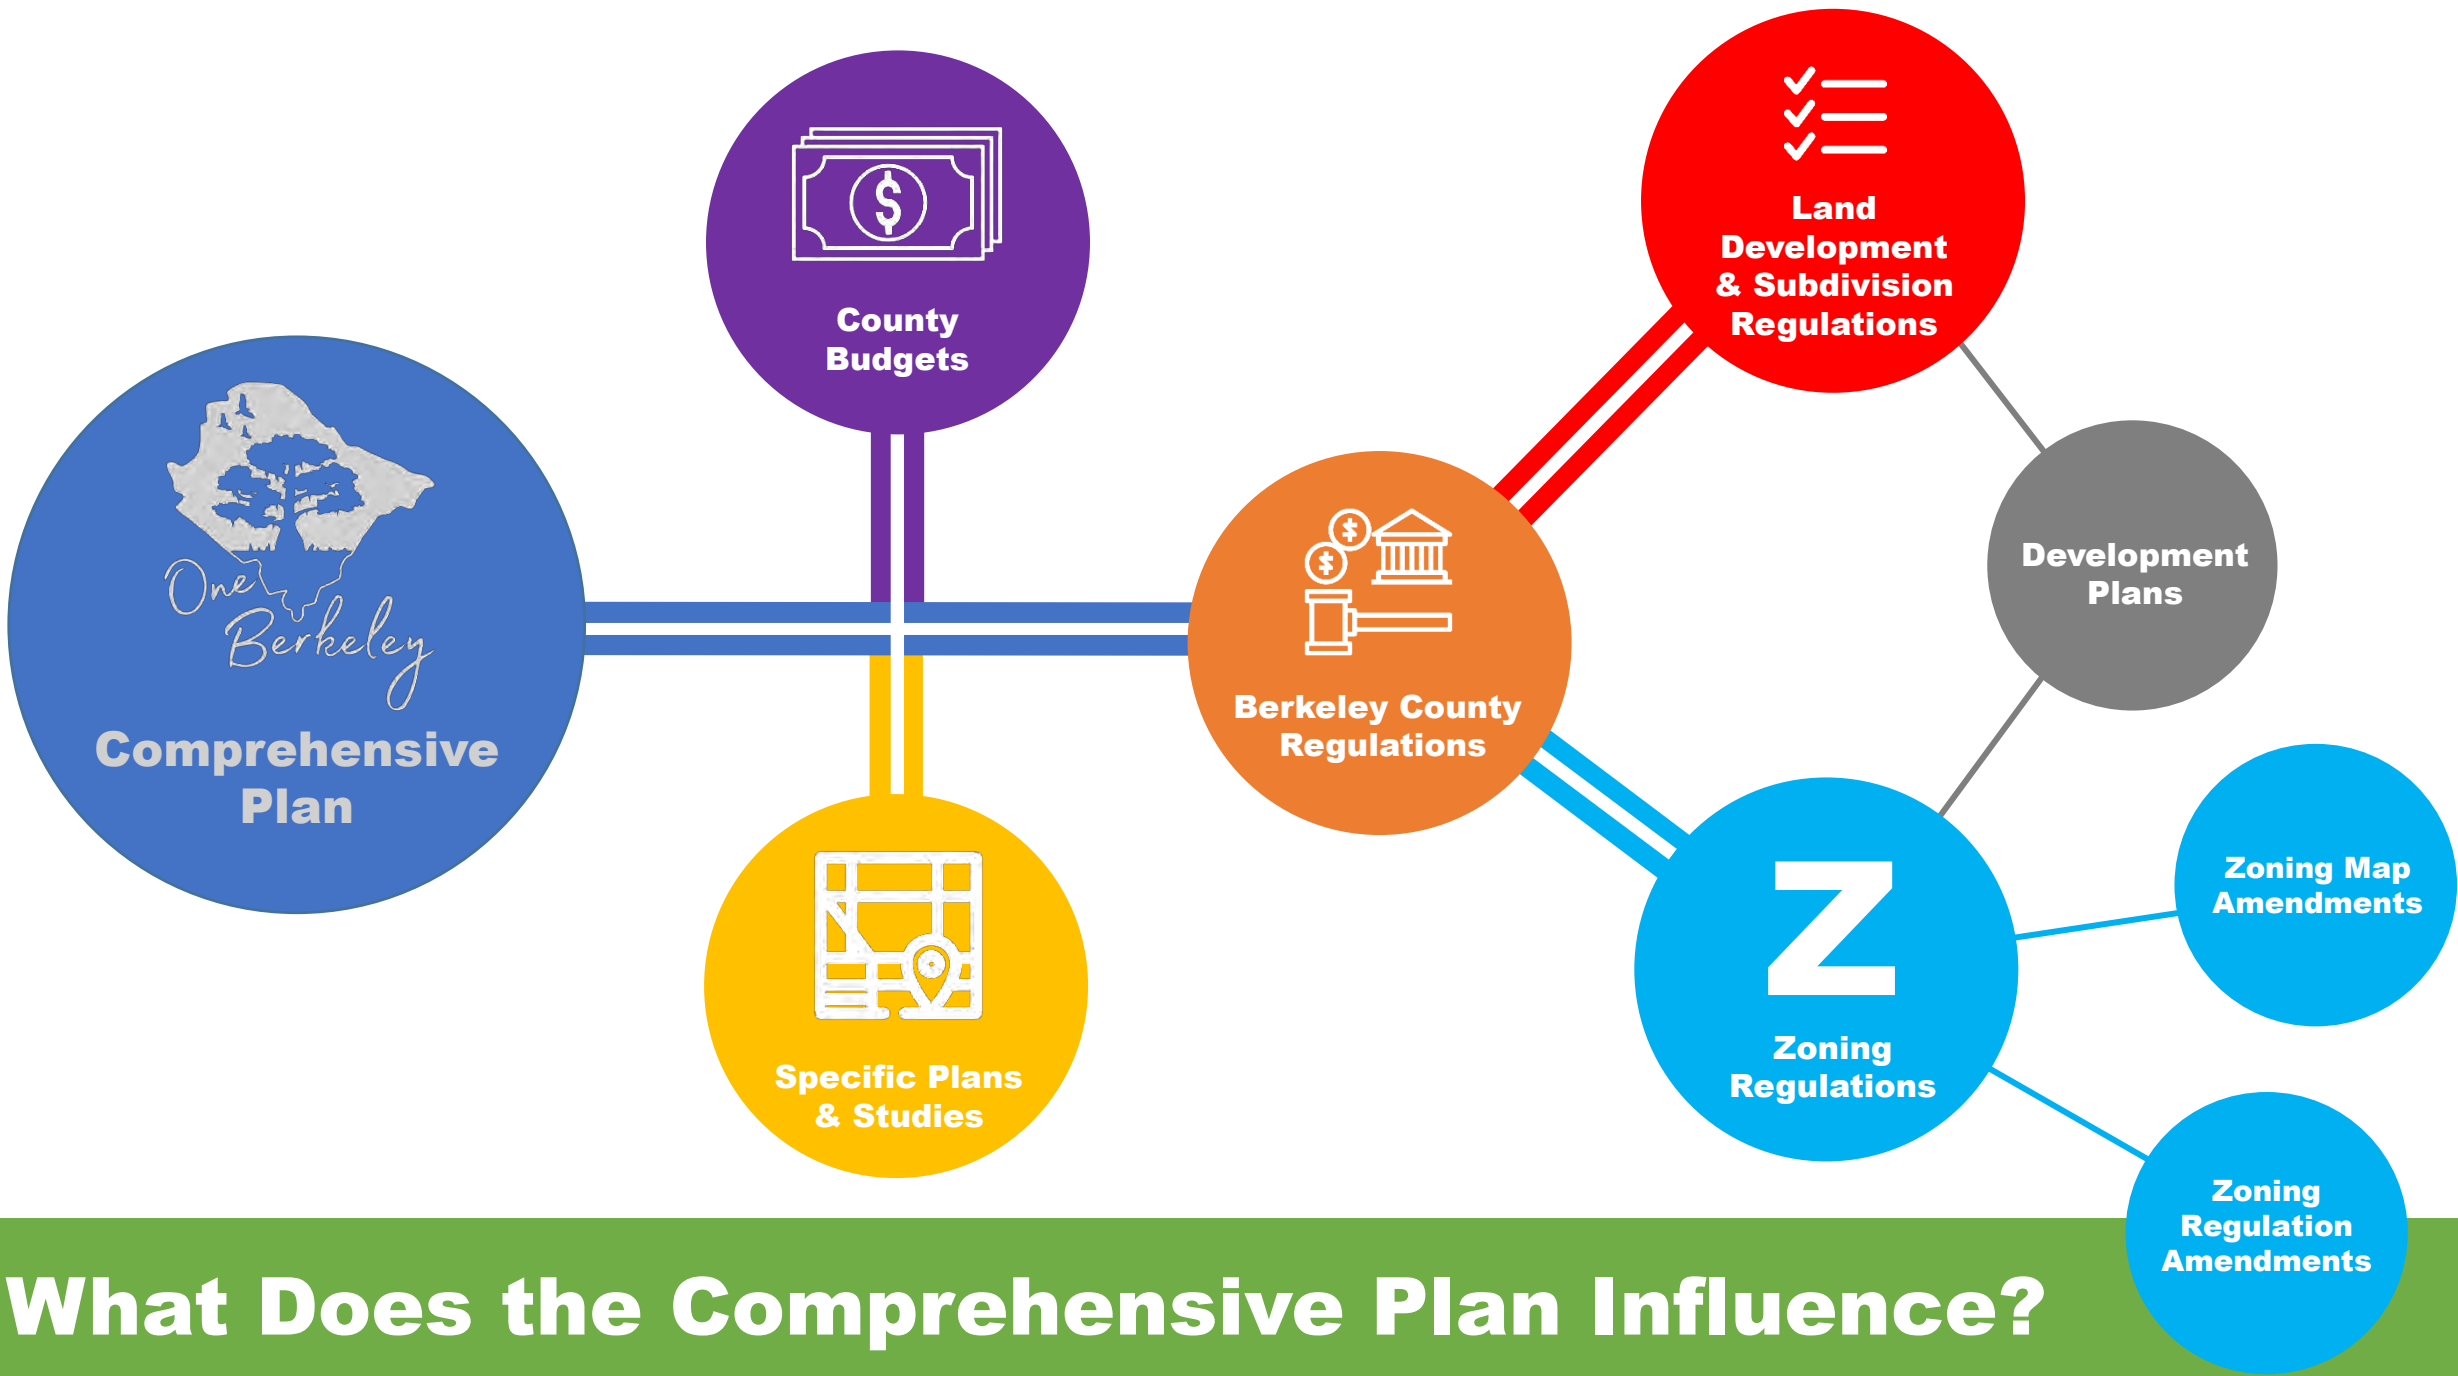 One
Berkeley
Comprehensive
Plan
County
Budgets
Specific Plans
& Studies
Berkeley County
Regulations
Land
Development
& Subdivision
Regulations
Development
Plans
Z
Zoning
Regulations
Zoning Map
Amendments
Zoning
Regulation
Amendments
What Does the Comprehensive Plan Influence?